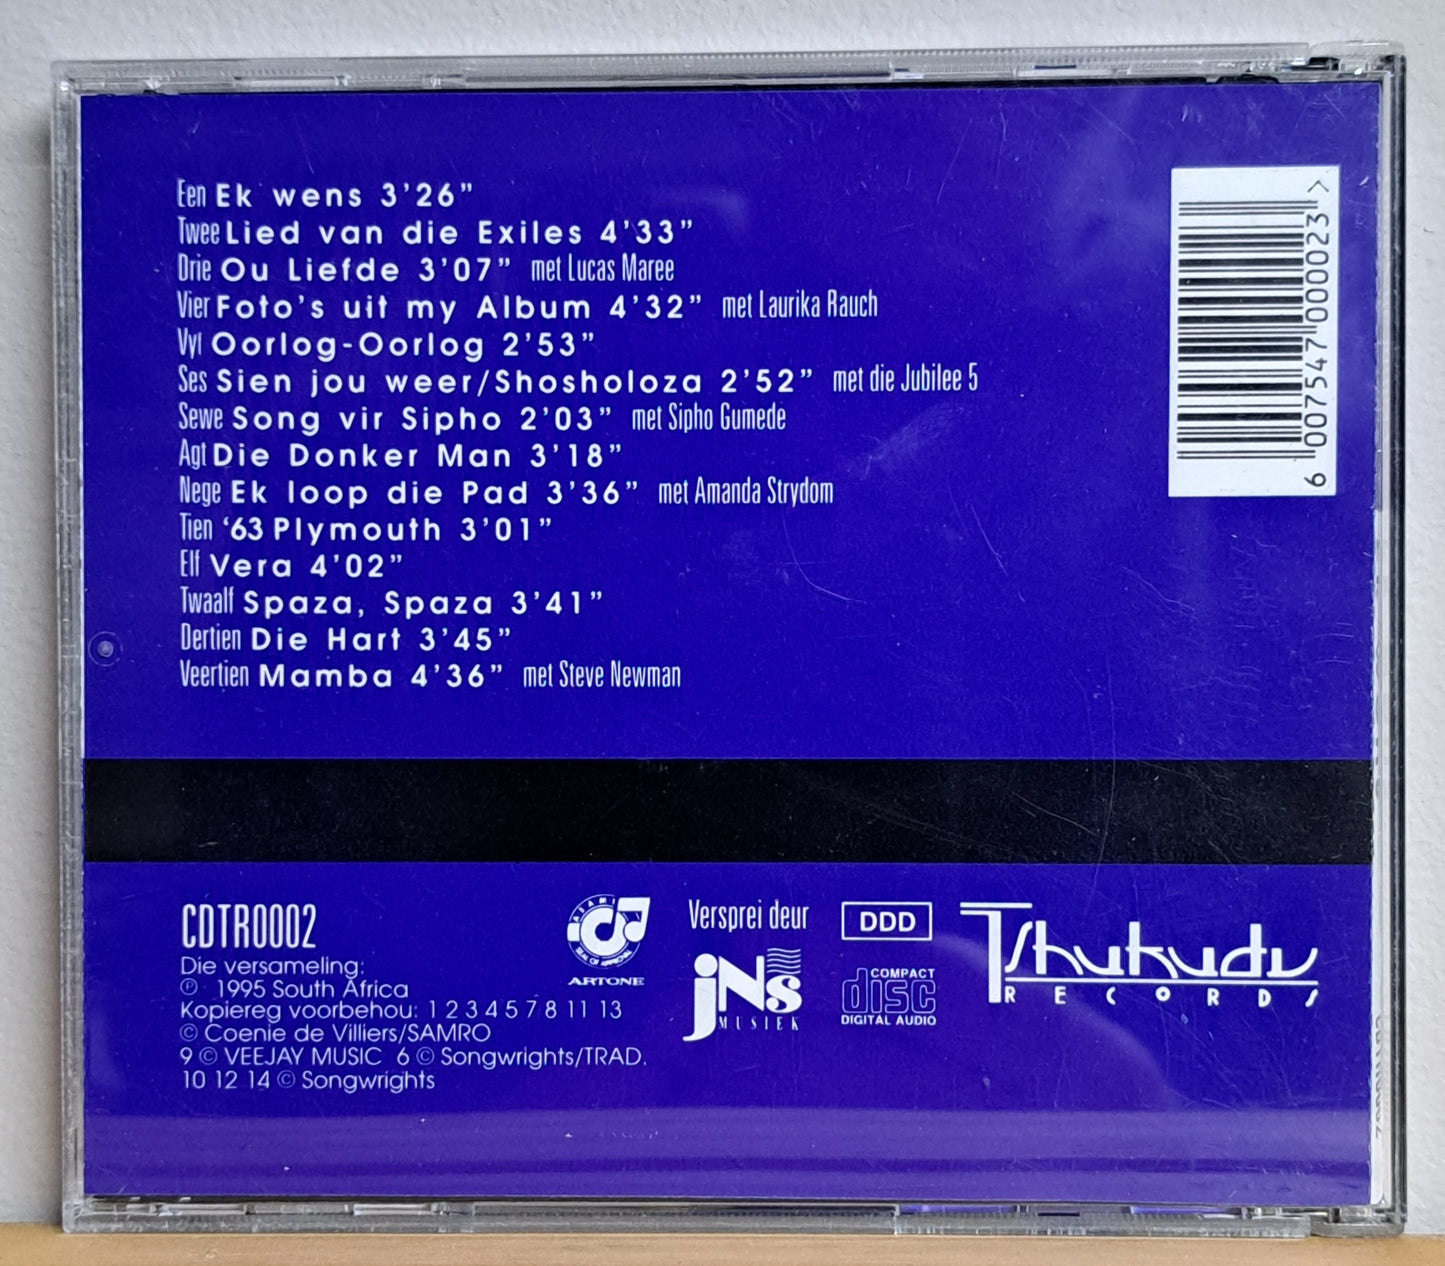 Een Ek wens 3'26"
Twee Lied van die Exiles 4'33"
Drie Ou Liefde 3'07" met Lucas Maree
Vier Foto's uit my Album 4'32" met Laurika Rauch
Vyf Oorlog-Oorlog 2'53"
Ses Sien jou weer/Shosholoza 2'52" met die Jubilee 5
Sewe Song vir Sipho 2'03" met Sipho Gumede
Agt Die Donker Man 3'18"
Nege Ek loop die Pad 3'36" met Amanda Strydom
Tien '63 Plymouth 3'01"
Elf Vera 4'02"
Twaalf Spaza, Spaza 3'41"
Dertien Die Hart 3'45"
Veertien Mamba 4'36" met Steve Newman
6 007547 000023 >
CDTR0002
Die versameling:
℗ 1995 South Africa
Kopiereg voorbehou: 1 2 3 4 5 7 8 11 13
© Coenie de Villiers/SAMRO
9 © VEEJAY MUSIC 6 © Songwrights/TRAD.
10 12 14 © Songwrights
ASAMI
SEAL OF APPROVAL
ARTONE
Versprei deur
JNS
MUSIEK
DDD
COMPACT
disc
DIGITAL AUDIO
Tshukudu
RECORDS